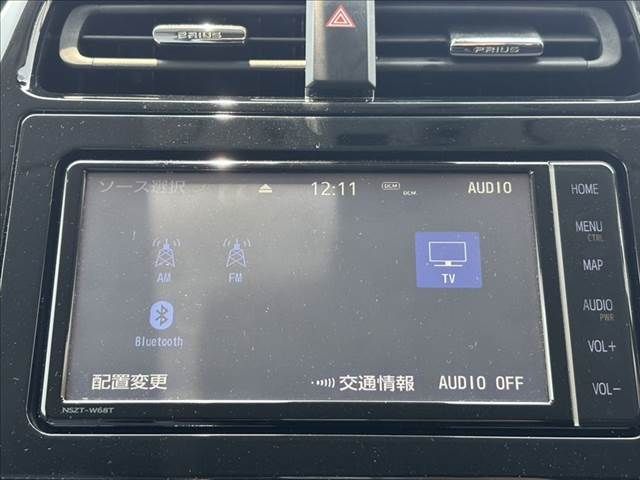 PRIUS
PRIUS
ソース選択
12:11
DCM
DCM
AUDIO
AM
FM
TV
Bluetooth
配置変更
交通情報
AUDIO OFF
NSZT-W68T
HOME
MENU
CTRL
MAP
AUDIO
PWR
VOL+
VOL-